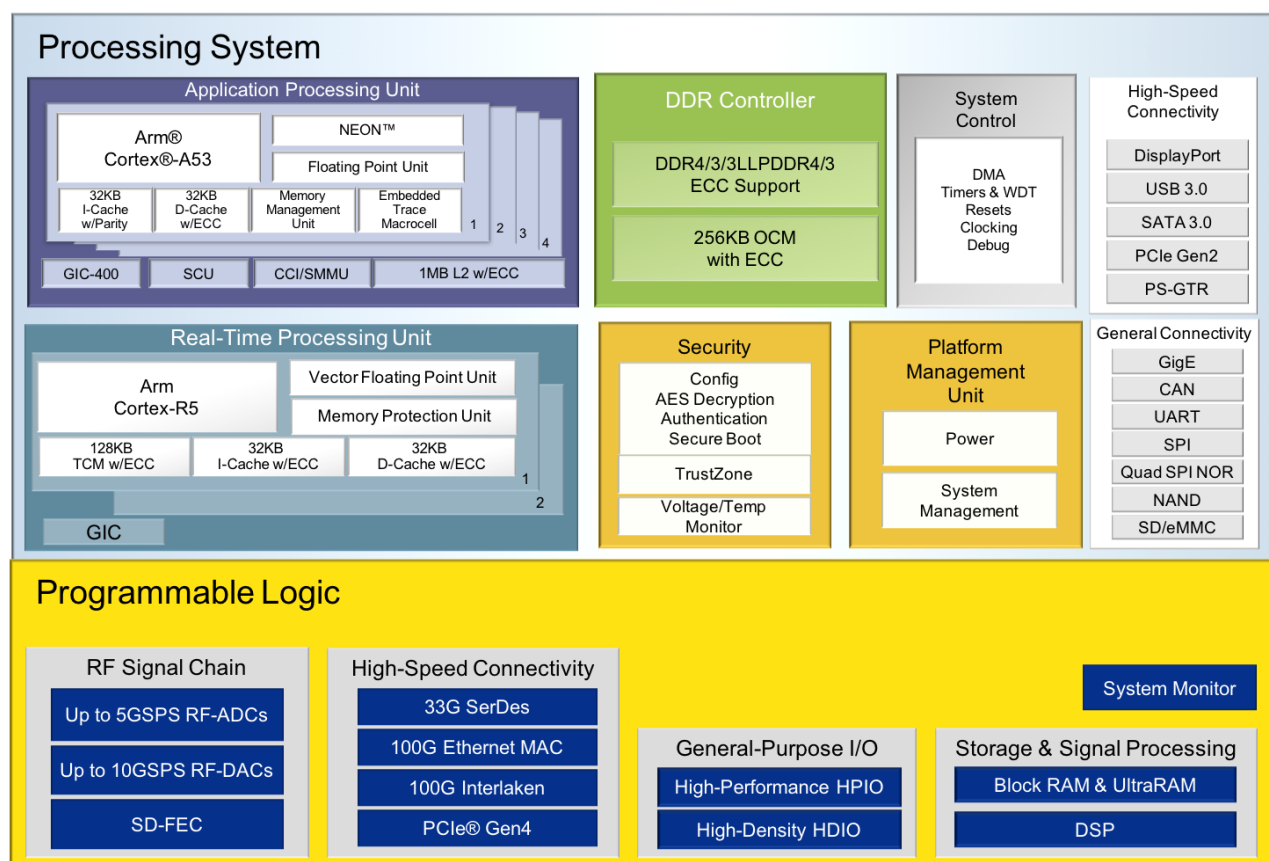 Processing System
Application Processing Unit
Arm®
Cortex®-A53
NEON™
Floating Point Unit
32KB
I-Cache
w/Parity
32KB
D-Cache
w/ECC
Memory
Management
Unit
Embedded
Trace
Macrocell
1
2
3
4
GIC-400
SCU
CCI/SMMU
1MB L2 w/ECC
DDR Controller
DDR4/3/3LLPDDR4/3
ECC Support
256KB OCM
with ECC
System
Control
DMA
Timers & WDT
Resets
Clocking
Debug
High-Speed
Connectivity
DisplayPort
USB 3.0
SATA 3.0
PCIe Gen2
PS-GTR
Real-Time Processing Unit
Arm
Cortex-R5
Vector Floating Point Unit
Memory Protection Unit
128KB
TCM w/ECC
32KB
I-Cache w/ECC
32KB
D-Cache w/ECC
1
2
GIC
Security
Config
AES Decryption
Authentication
Secure Boot
TrustZone
Voltage/Temp
Monitor
Platform
Management
Unit
Power
System
Management
General Connectivity
GigE
CAN
UART
SPI
Quad SPI NOR
NAND
SD/eMMC
Programmable Logic
RF Signal Chain
Up to 5GSPS RF-ADCs
Up to 10GSPS RF-DACs
SD-FEC
High-Speed Connectivity
33G SerDes
100G Ethernet MAC
100G Interlaken
PCIe® Gen4
General-Purpose I/O
High-Performance HPIO
High-Density HDIO
System Monitor
Storage & Signal Processing
Block RAM & UltraRAM
DSP